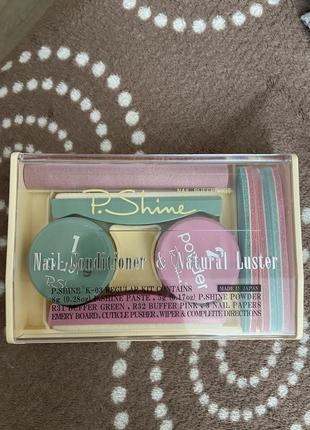 P.Shine
1
2
powder
Nail Conditioner & Natural Luster
P.SHINE K-63 REGULAR KIT CONTAINS
MADE IN JAPAN
8g (0.28oz) P.SHINE PASTE . 5g (0.17oz) P.SHINE POWDER
R31 BUFFER GREEN . R32 BUFFER PINK . 8 NAIL PAPERS
EMERY BOARD, CUTICLE PUSHER, WIPER & COMPLETE DIRECTIONS